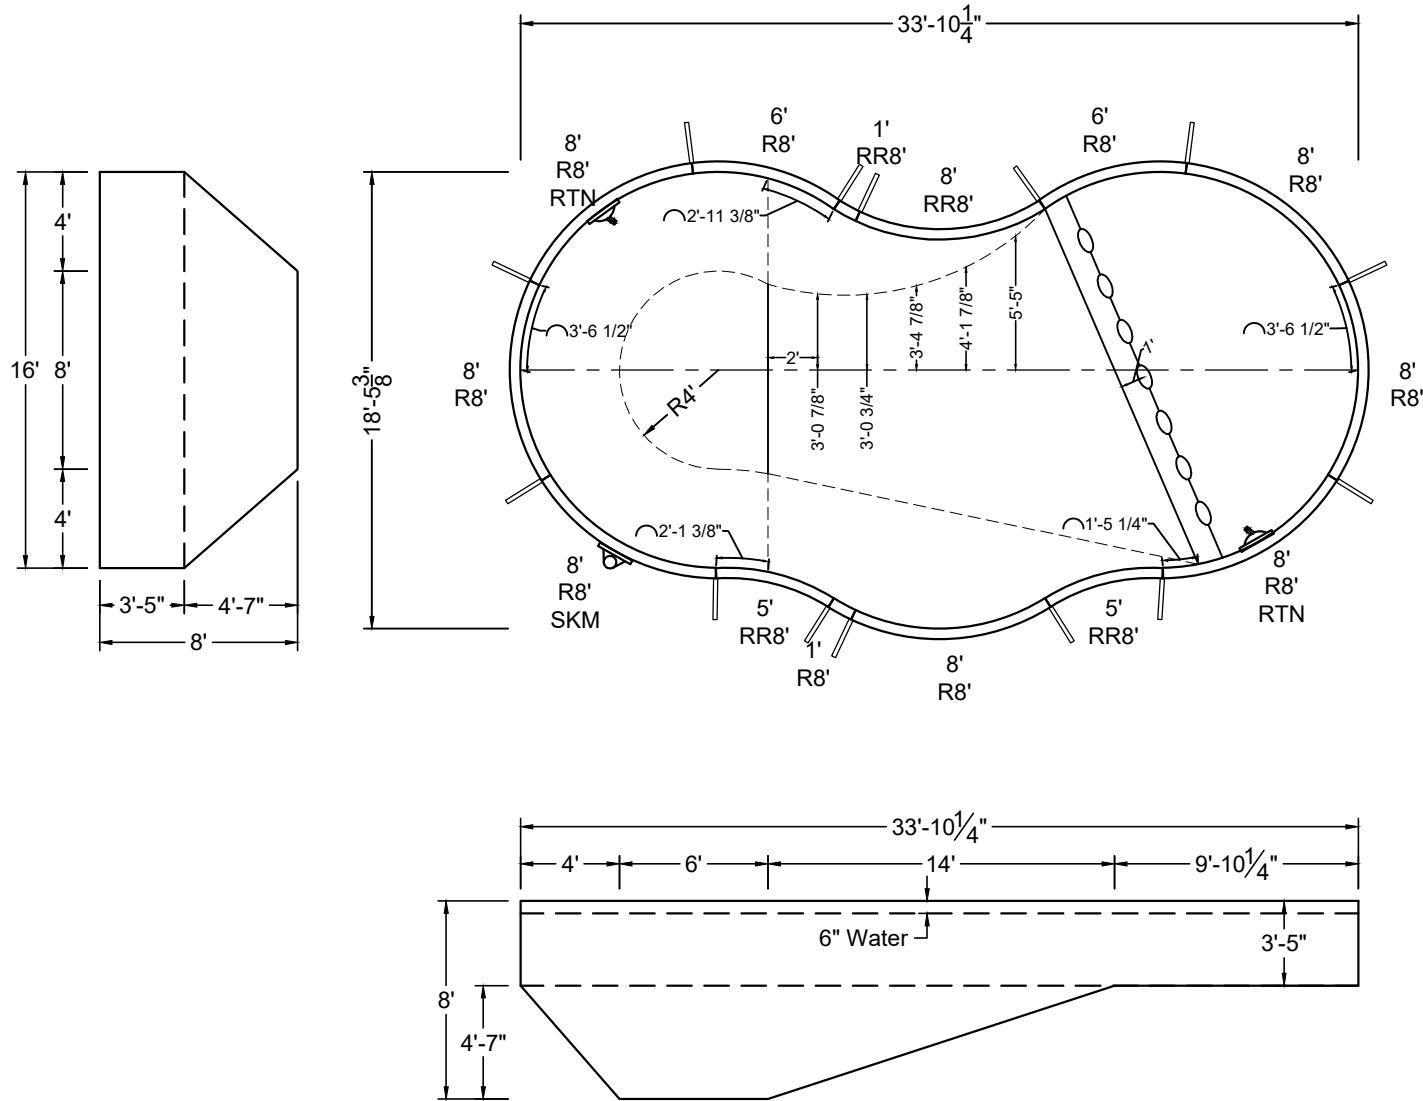 33'-10 1/4"
6'
R8'
1'
RR8'
6'
R8'
8'
R8'
RTN
8'
R8'
8'
RR8'
2'-11 3/8"
4'
16'
8'
4'
18'-5 3/8"
3'-6 1/2"
3'-6 1/2"
3'-4 7/8"
4'-1 7/8"
5'-5"
2'
1'
8'
R8'
8'
R8'
R4'
3'-0 7/8"
3'-0 3/4"
2'-1 3/8"
1'-5 1/4"
8'
R8'
SKM
8'
R8'
RTN
5'
RR8'
5'
RR8'
1'
R8'
8'
R8'
3'-5"
4'-7"
8'
33'-10 1/4"
4'
6'
14'
9'-10 1/4"
6" Water
3'-5"
8'
4'-7"